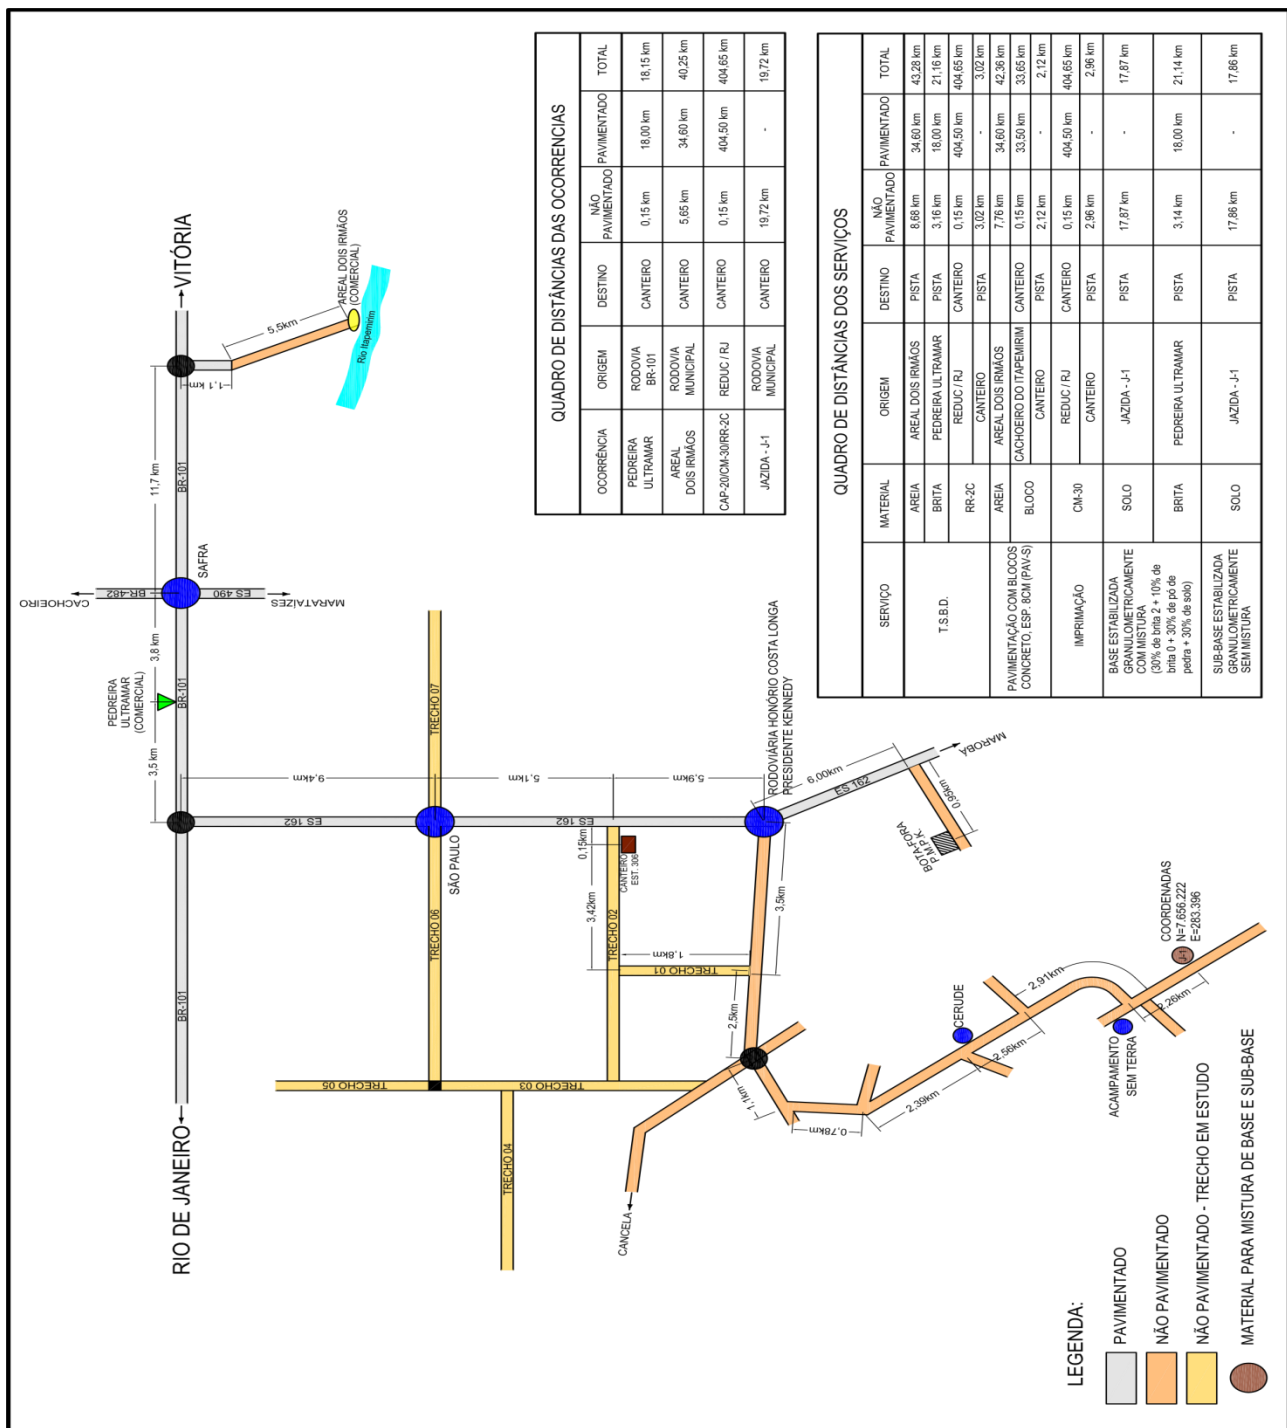 RIO DE JANEIRO
BR-101
BR-101
BR-101
VITÓRIA
3,5 km
3,8 km
11,7 km
PEDREIRA
ULTRAMAR
(COMERCIAL)
CACHOEIRO
BR-482
SAFRA
ES 490
MARATAÍZES
1,1 km
5,5km
AREAL DOIS IRMÃOS
(COMERCIAL)
Rio Itapemirim
ES 162
9,4km
TRECHO 05
TRECHO 06
SÃO PAULO
TRECHO 07
TRECHO 03
TRECHO 04
ES 162
5,1km
0,15km
CANTEIRO
EST. 306
3,42km
TRECHO 02
TRECHO 01
1,8km
5,9km
RODOVIÁRIA HONÓRIO COSTA LONGA
PRESIDENTE KENNEDY
3,5km
2,5km
6,00km
ES 162
MAROBÁ
0,95km
BOTA-FORA
P.M.P.K.
CANCELA
1,1km
0,78km
2,39km
CERUDE
2,56km
2,91km
ACAMPAMENTO
SEM TERRA
2,26km
J-1
COORDENADAS
N=7.656.222
E=283.396
QUADRO DE DISTÂNCIAS DAS OCORRENCIAS
OCORRÊNCIA ORIGEM DESTINO NÃO PAVIMENTADO PAVIMENTADO TOTAL
PEDREIRA ULTRAMAR RODOVIA BR-101 CANTEIRO 0,15 km 18,00 km 18,15 km
AREAL DOIS IRMÃOS RODOVIA MUNICIPAL CANTEIRO 5,65 km 34,60 km 40,25 km
CAP-20/CM-30/RR-2C REDUC / RJ CANTEIRO 0,15 km 404,50 km 404,65 km
JAZIDA - J-1 RODOVIA MUNICIPAL CANTEIRO 19,72 km - 19,72 km
QUADRO DE DISTÂNCIAS DOS SERVIÇOS
SERVIÇO MATERIAL ORIGEM DESTINO NÃO PAVIMENTADO PAVIMENTADO TOTAL
T.S.B.D. AREIA AREAL DOIS IRMÃOS PISTA 8,68 km 34,60 km 43,28 km
BRITA PEDREIRA ULTRAMAR PISTA 3,16 km 18,00 km 21,16 km
RR-2C REDUC / RJ CANTEIRO 0,15 km 404,50 km 404,65 km
CANTEIRO PISTA 3,02 km - 3,02 km
PAVIMENTAÇÃO COM BLOCOS CONCRETO, ESP. 8CM (PAV-S) AREIA AREAL DOIS IRMÃOS PISTA 7,76 km 34,60 km 42,36 km
BLOCO CACHOEIRO DO ITAPEMIRIM CANTEIRO 0,15 km 33,50 km 33,65 km
CANTEIRO PISTA 2,12 km - 2,12 km
IMPRIMAÇÃO CM-30 REDUC / RJ CANTEIRO 0,15 km 404,50 km 404,65 km
CANTEIRO PISTA 2,96 km - 2,96 km
BASE ESTABILIZADA
GRANULOMETRICAMENTE
COM MISTURA
(30% de brita 2 + 10% de
brita 0 + 30% de pó de
pedra + 30% de solo)
SOLO JAZIDA - J-1 PISTA 17,87 km - 17,87 km
BRITA PEDREIRA ULTRAMAR PISTA 3,14 km 18,00 km 21,14 km
SUB-BASE ESTABILIZADA
GRANULOMETRICAMENTE
SEM MISTURA
SOLO JAZIDA - J-1 PISTA 17,86 km - 17,86 km
LEGENDA:
PAVIMENTADO
NÃO PAVIMENTADO
NÃO PAVIMENTADO - TRECHO EM ESTUDO
MATERIAL PARA MISTURA DE BASE E SUB-BASE